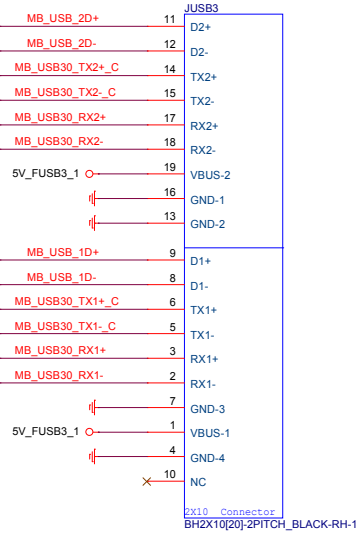 JUSB3
MB_USB_2D+ 11 D2+
MB_USB_2D- 12 D2-
MB_USB30_TX2+_C 14 TX2+
MB_USB30_TX2-_C 15 TX2-
MB_USB30_RX2+ 17 RX2+
MB_USB30_RX2- 18 RX2-
5V_FUSB3_1 19 VBUS-2
16 GND-1
13 GND-2
MB_USB_1D+ 9 D1+
MB_USB_1D- 8 D1-
MB_USB30_TX1+_C 6 TX1+
MB_USB30_TX1-_C 5 TX1-
MB_USB30_RX1+ 3 RX1+
MB_USB30_RX1- 2 RX1-
7 GND-3
5V_FUSB3_1 1 VBUS-1
4 GND-4
10 NC
2X10 Connector
BH2X10[20]-2PITCH_BLACK-RH-1